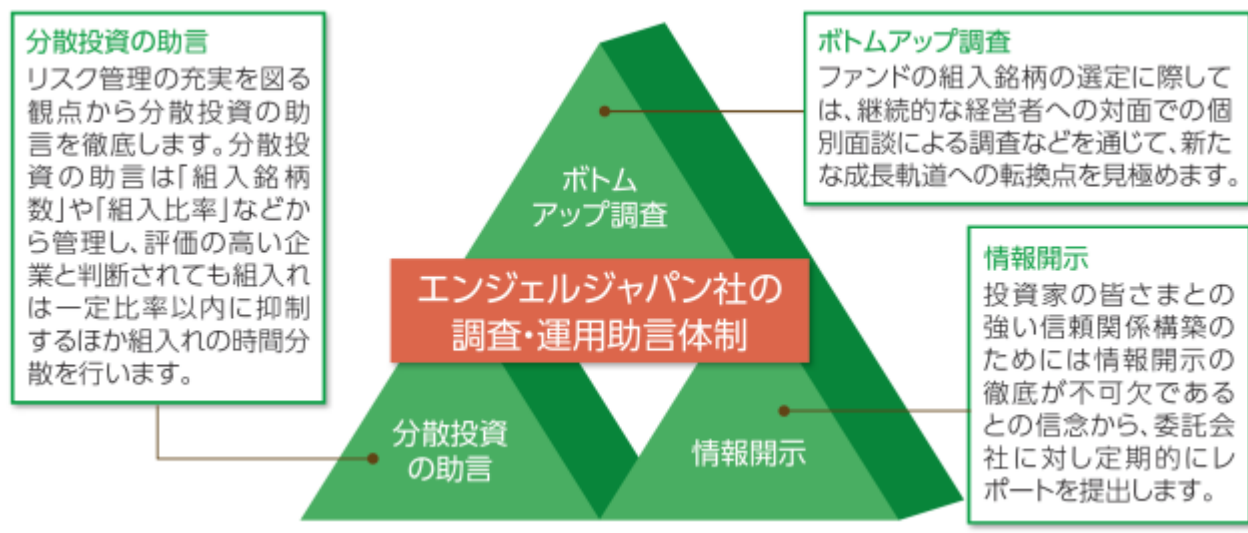 分散投資の助言
リスク管理の充実を図る
観点から分散投資の助
言を徹底します。分散投
資の助言は「組入銘柄
数」や「組入比率」などか
ら管理し、評価の高い企
業と判断されても組入れ
は一定比率以内に抑制
するほか組入れの時間分
散を行います。
ボトムアップ調査
ファンドの組入銘柄の選定に際して
は、継続的な経営者への対面での個
別面談による調査などを通じて、新た
な成長軌道への転換点を見極めます。
ボトム
アップ調査
エンジェルジャパン社の
調査・運用助言体制
分散投資
の助言
情報開示
情報開示
投資家の皆さまとの
強い信頼関係構築の
ためには情報開示の
徹底が不可欠である
との信念から、委託会
社に対し定期的にレ
ポートを提出します。